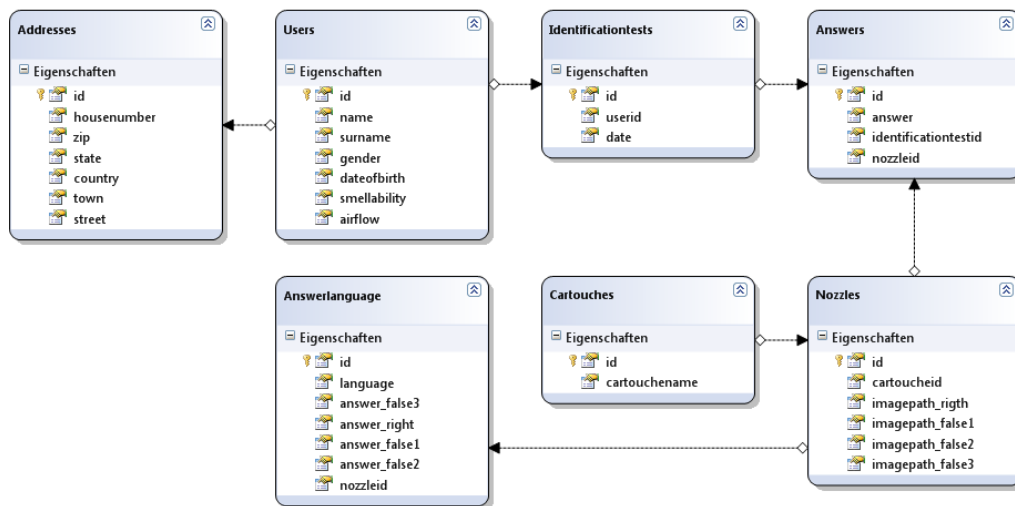 Addresses
Eigenschaften
id
housenumber
zip
state
country
town
street
Users
Eigenschaften
id
name
surname
gender
dateofbirth
smellability
airflow
Identificationtests
Eigenschaften
id
userid
date
Answers
Eigenschaften
id
answer
identificationtestid
nozzleid
Answerlanguage
Eigenschaften
id
language
answer_false3
answer_right
answer_false1
answer_false2
nozzleid
Cartouches
Eigenschaften
id
cartouchename
Nozzles
Eigenschaften
id
cartoucheid
imagepath_rigth
imagepath_false1
imagepath_false2
imagepath_false3